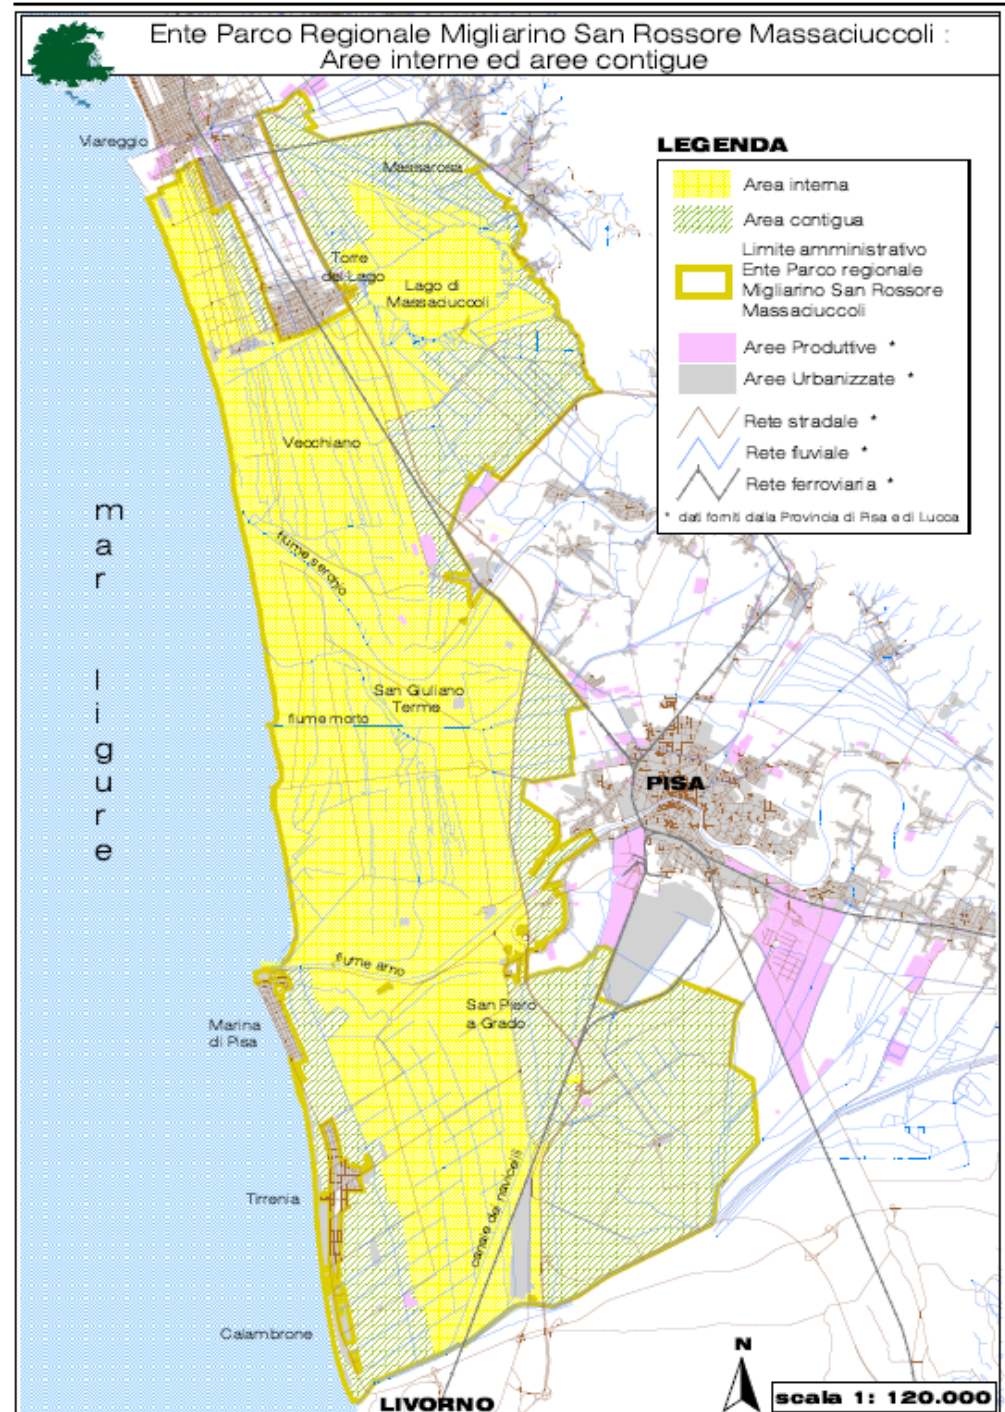 Ente Parco Regionale Migliarino San Rossore Massaciuccoli :
Aree interne ed aree contigue
Viareggio
Massarosa
Torre
del Lago
Lago di
Massaciuccoli
Vecchiano
fiume serchio
San Giuliano
Terme
fiume morto
PISA
mar ligure
fiume arno
San Piero
a Grado
Marina
di Pisa
Tirrenia
canale dei navicelli
Calambrone
LIVORNO
LEGENDA
Area interna
Area contigua
Limite amministrativo
Ente Parco regionale
Migliarino San Rossore
Massaciuccoli
Aree Produttive *
Aree Urbanizzate *
Rete stradale *
Rete fluviale *
Rete ferroviaria *
* dati forniti dalla Provincia di Pisa e di Lucca
N
scala 1: 120.000